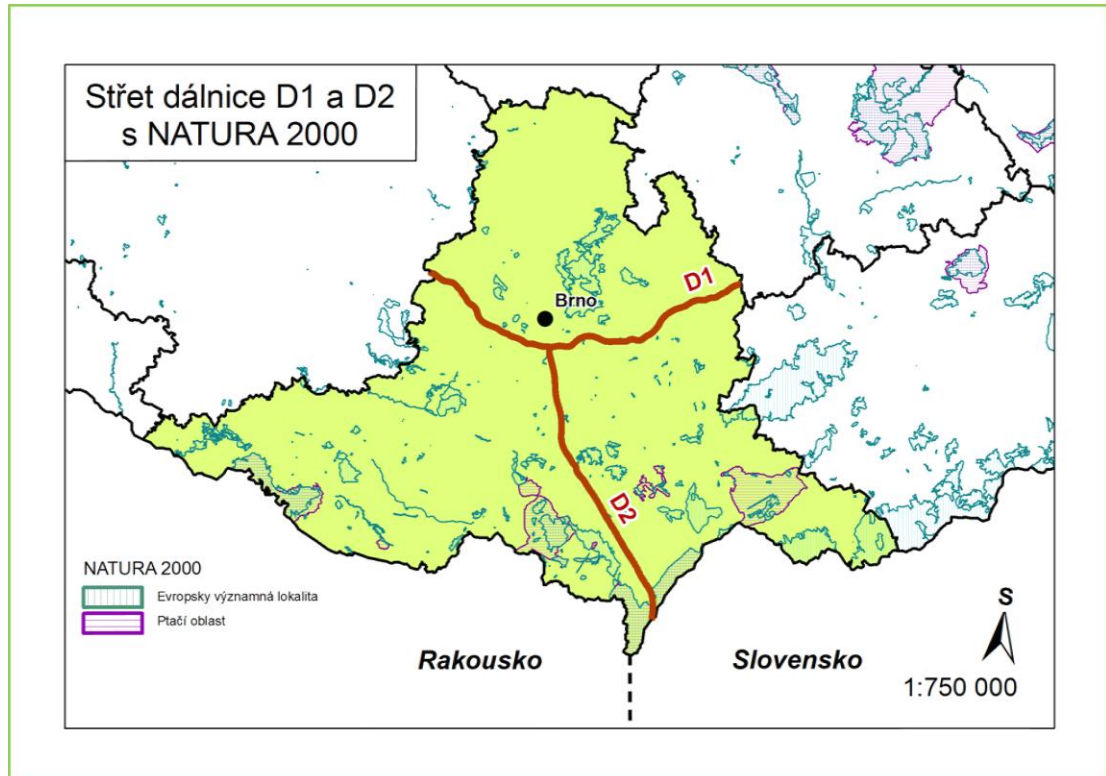 Střet dálnice D1 a D2
s NATURA 2000
D1
Brno
D2
NATURA 2000
Evropsky významná lokalita
Ptačí oblast
Rakousko
Slovensko
S
1:750 000